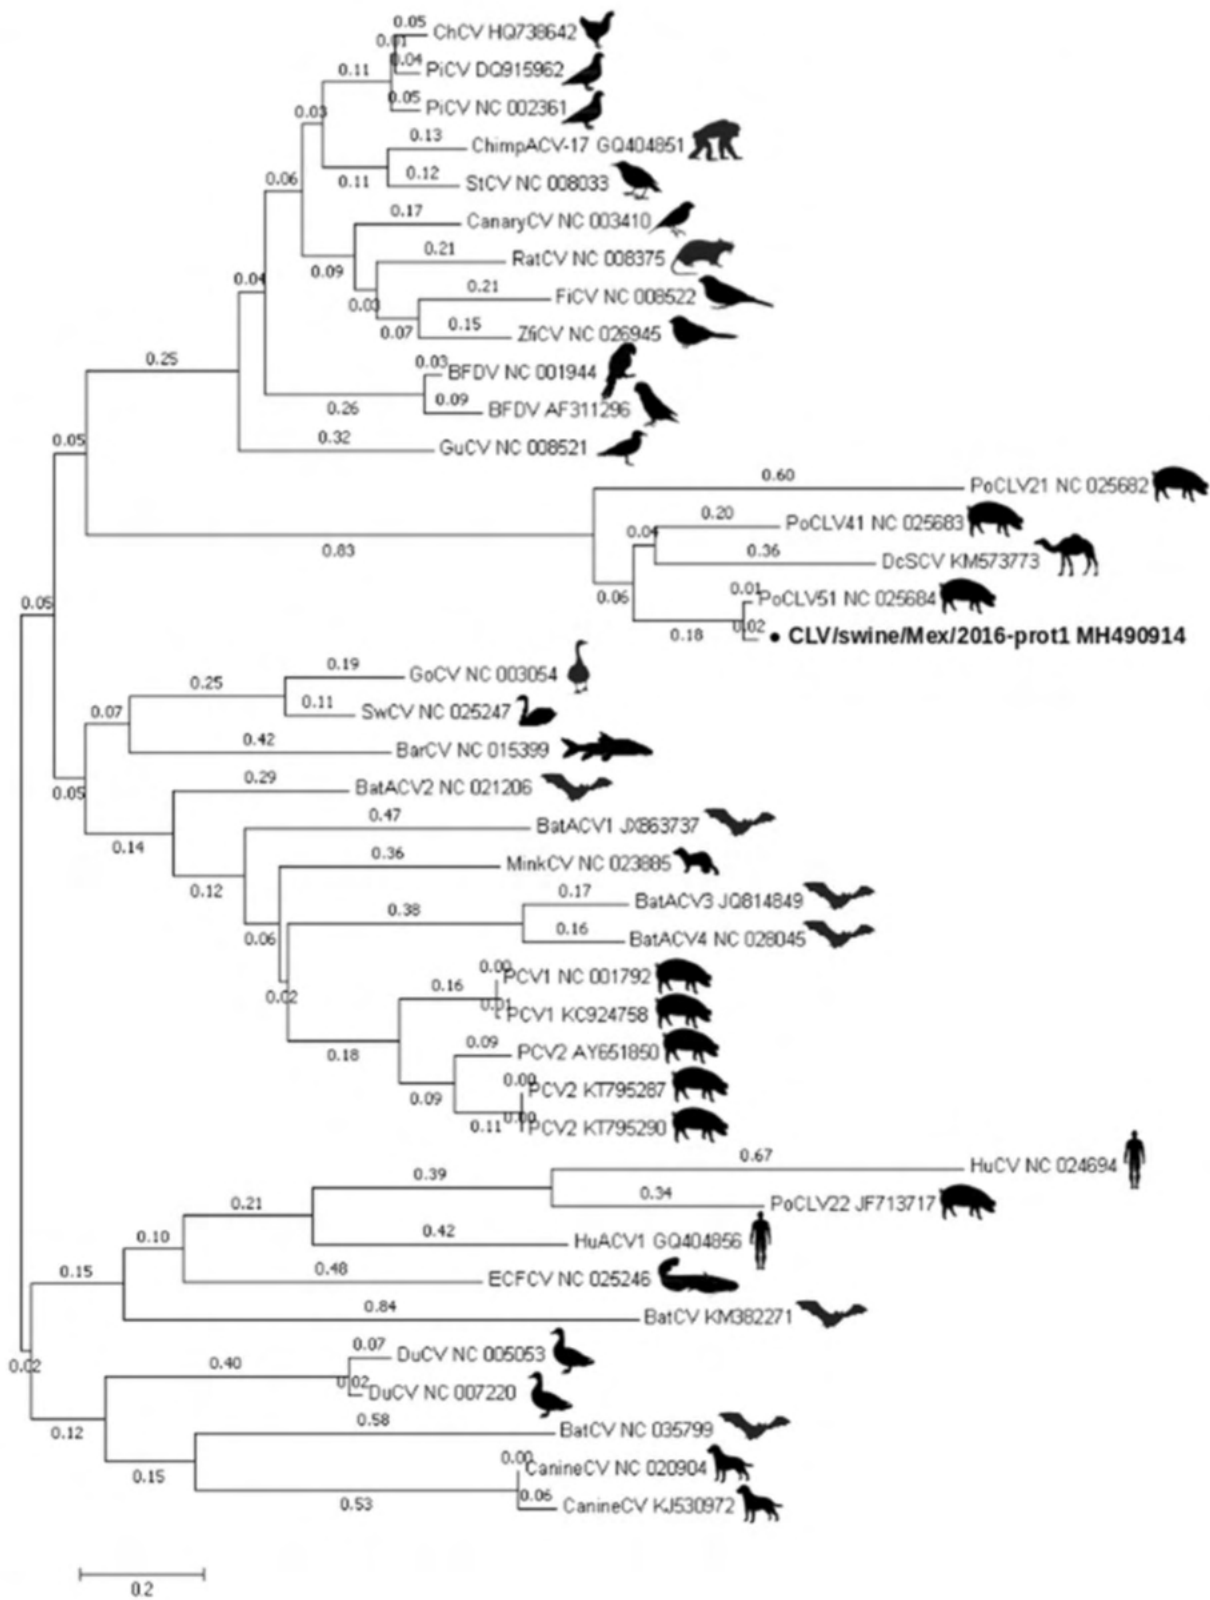 0.05
ChCV HQ738642
0.01
0.04
PiCV DQ915962
0.11
0.05
PiCV NC 002361
0.03
0.13
ChimpACV-17 GQ404851
0.11
0.12
StCV NC 008033
0.06
0.17
CanaryCV NC 003410
0.21
RatCV NC 008375
0.09
0.04
0.21
FiCV NC 008522
0.03
0.07
0.15
ZfiCV NC 026945
0.25
0.03
BFDV NC 001944
0.26
0.09
BFDV AF311296
0.05
0.32
GuCV NC 008521
0.60
PoCLV21 NC 025682
0.20
PoCLV41 NC 025683
0.04
0.83
0.36
DcSCV KM573773
0.05
0.06
0.01
PoCLV51 NC 025684
0.18
0.02
CLV/swine/Mex/2016-prot1 MH490914
0.19
GoCV NC 003054
0.25
0.11
SwCV NC 025247
0.07
0.42
BarCV NC 015399
0.05
0.29
BatACV2 NC 021206
0.14
0.47
BatACV1 JX863737
0.12
0.36
MinkCV NC 023885
0.17
BatACV3 JQ814849
0.38
0.06
0.16
BatACV4 NC 028045
0.02
0.00
PCV1 NC 001792
0.16
0.01
PCV1 KC924758
0.18
0.09
PCV2 AY651850
0.09
0.00
PCV2 KT795287
0.11
0.00
PCV2 KT795290
0.67
HuCV NC 024694
0.39
0.34
PoCLV22 JF713717
0.21
0.42
HuACV1 GQ404856
0.10
0.48
ECFCV NC 025246
0.15
0.84
BatCV KM382271
0.02
0.07
DuCV NC 005053
0.40
0.02
DuCV NC 007220
0.12
0.58
BatCV NC 035799
0.15
0.00
CanineCV NC 020904
0.53
0.06
CanineCV KJ530972
0.2